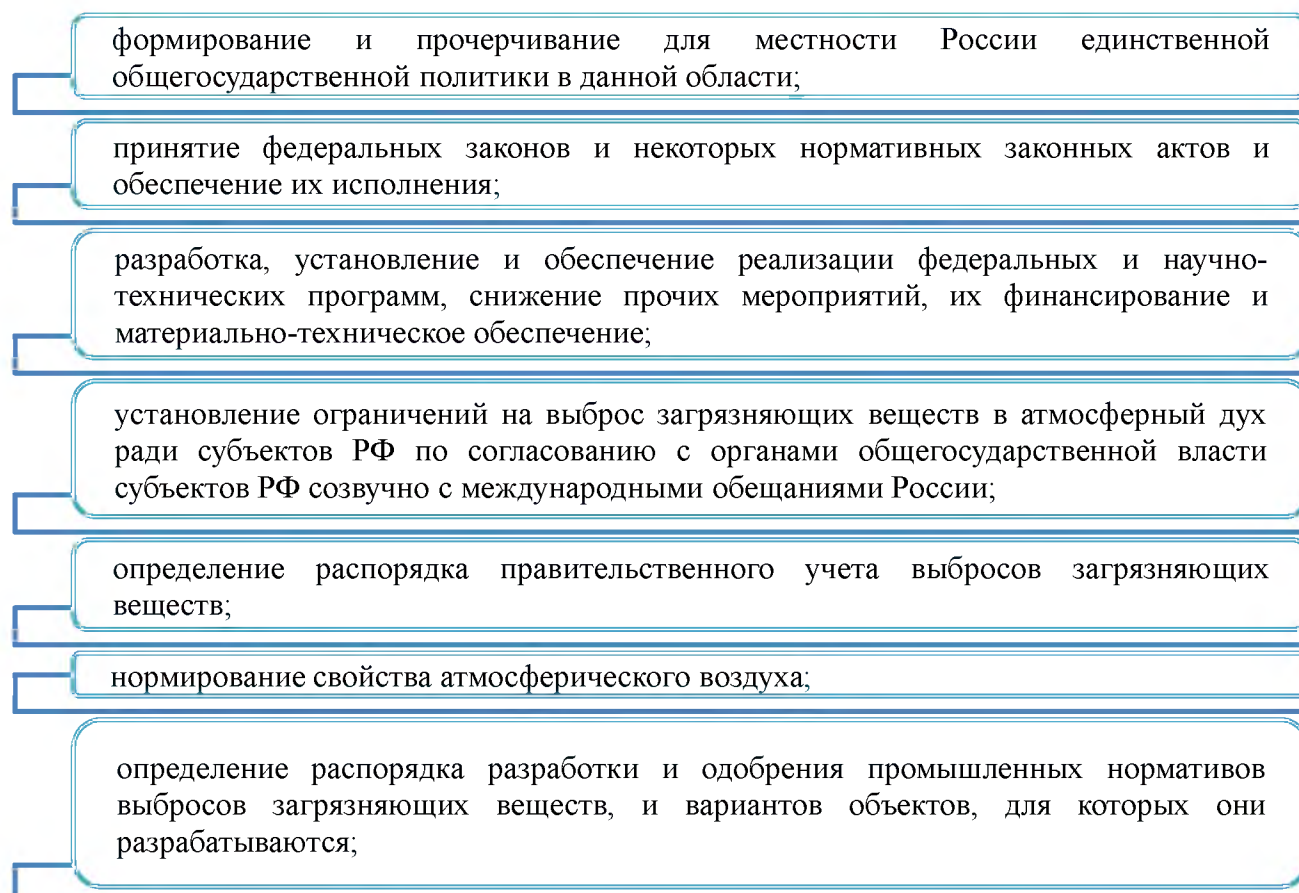 формирование и прочерчивание для местности России единственной
общегосударственной политики в данной области;
принятие федеральных законов и некоторых нормативных законных актов и
обеспечение их исполнения;
разработка, установление и обеспечение реализации федеральных и научно-
технических программ, снижение прочих мероприятий, их финансирование и
материально-техническое обеспечение;
установление ограничений на выброс загрязняющих веществ в атмосферный дух
ради субъектов РФ по согласованию с органами общегосударственной власти
субъектов РФ созвучно с международными обещаниями России;
определение распорядка правительственного учета выбросов загрязняющих
веществ;
нормирование свойства атмосферического воздуха;
определение распорядка разработки и одобрения промышленных нормативов
выбросов загрязняющих веществ, и вариантов объектов, для которых они
разрабатываются;